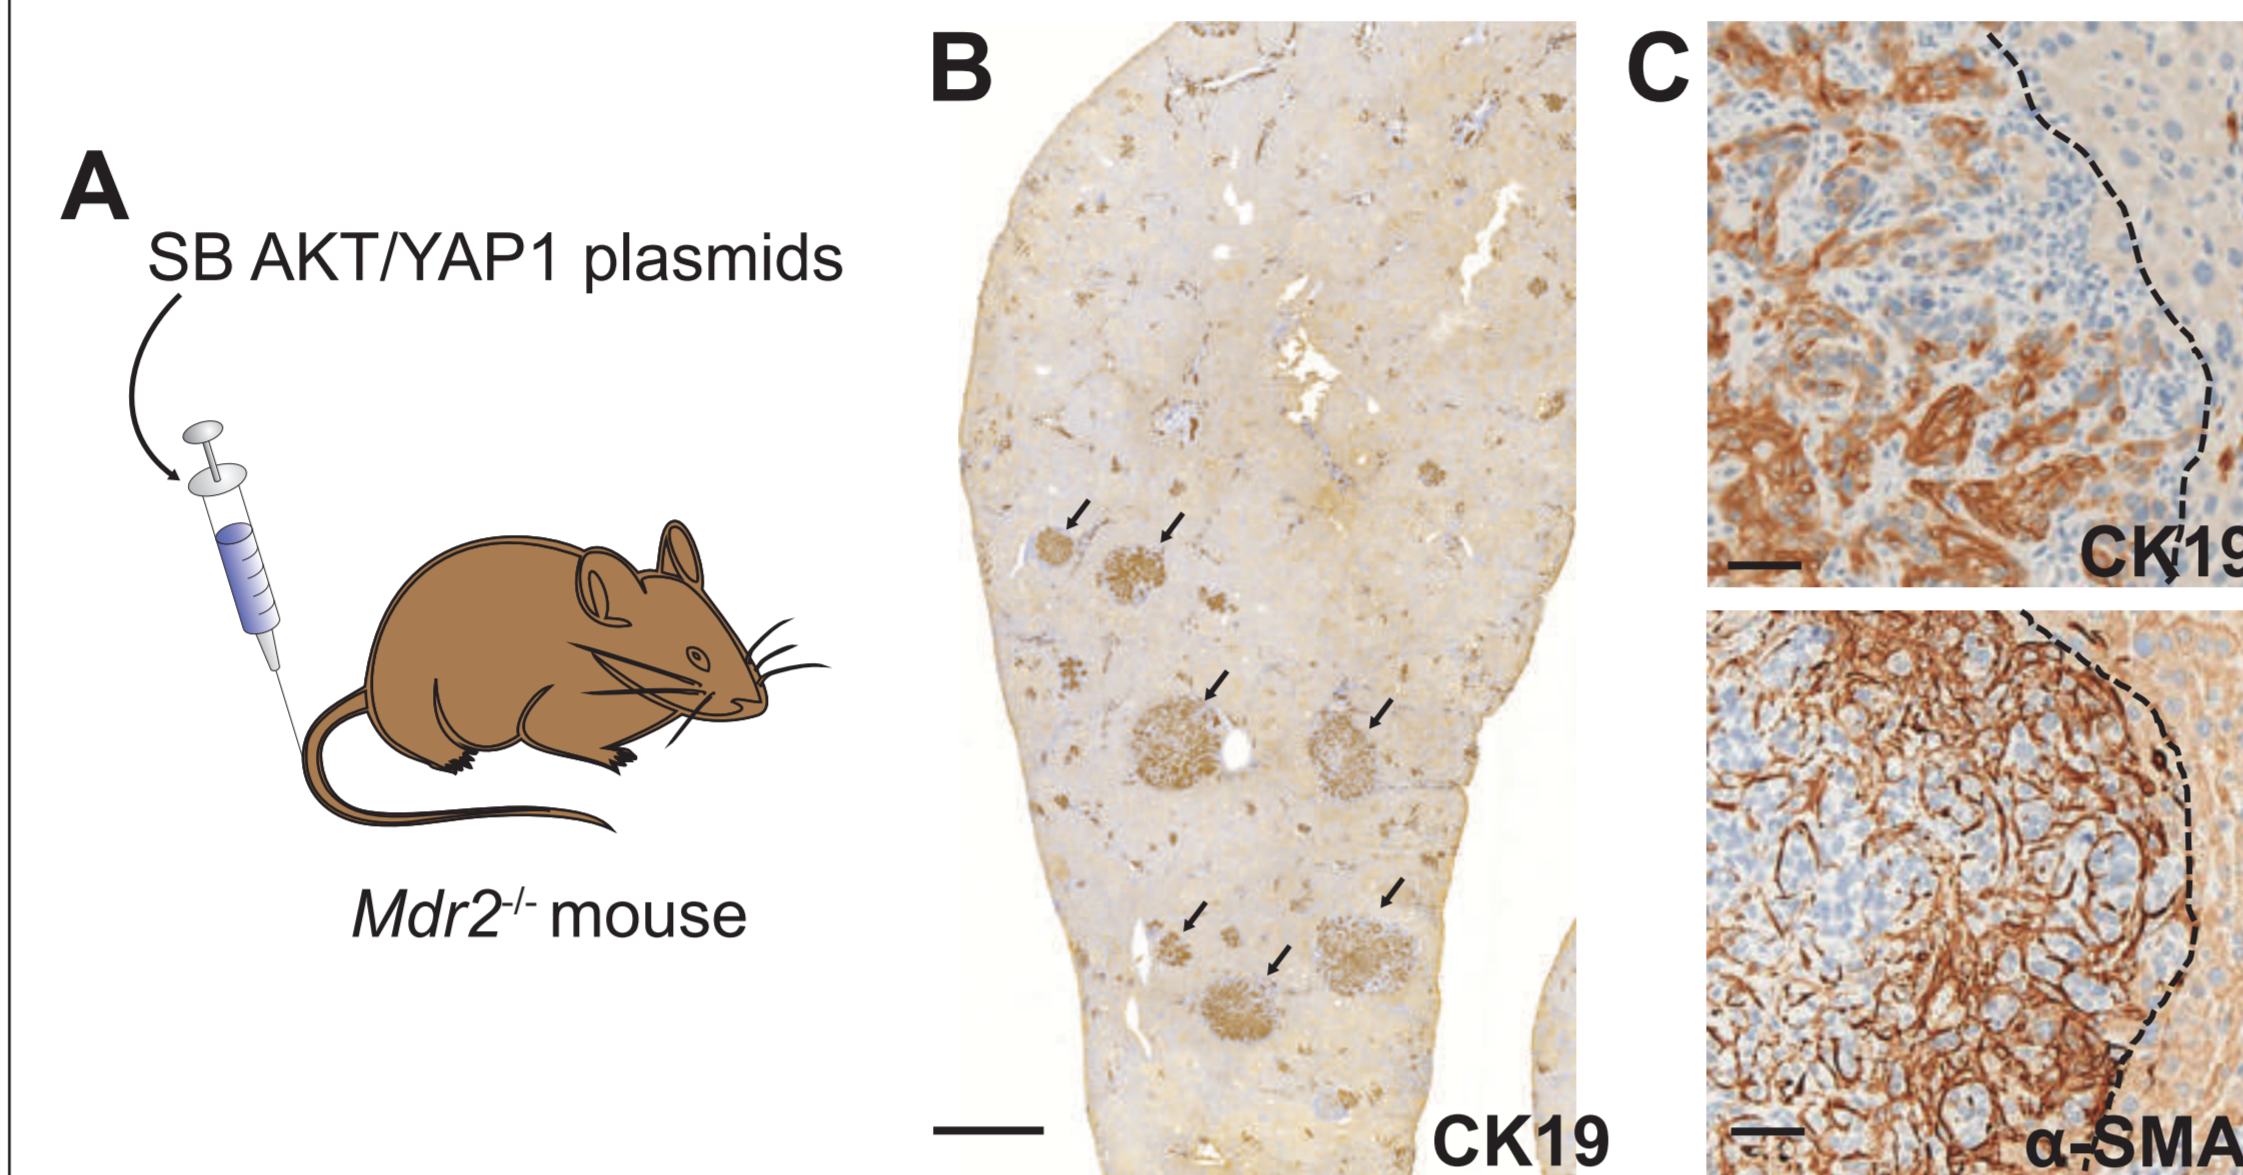 A
SB AKT/YAP1 plasmids
Mdr2-/- mouse
B
CK19
C
CK19
α-SMA